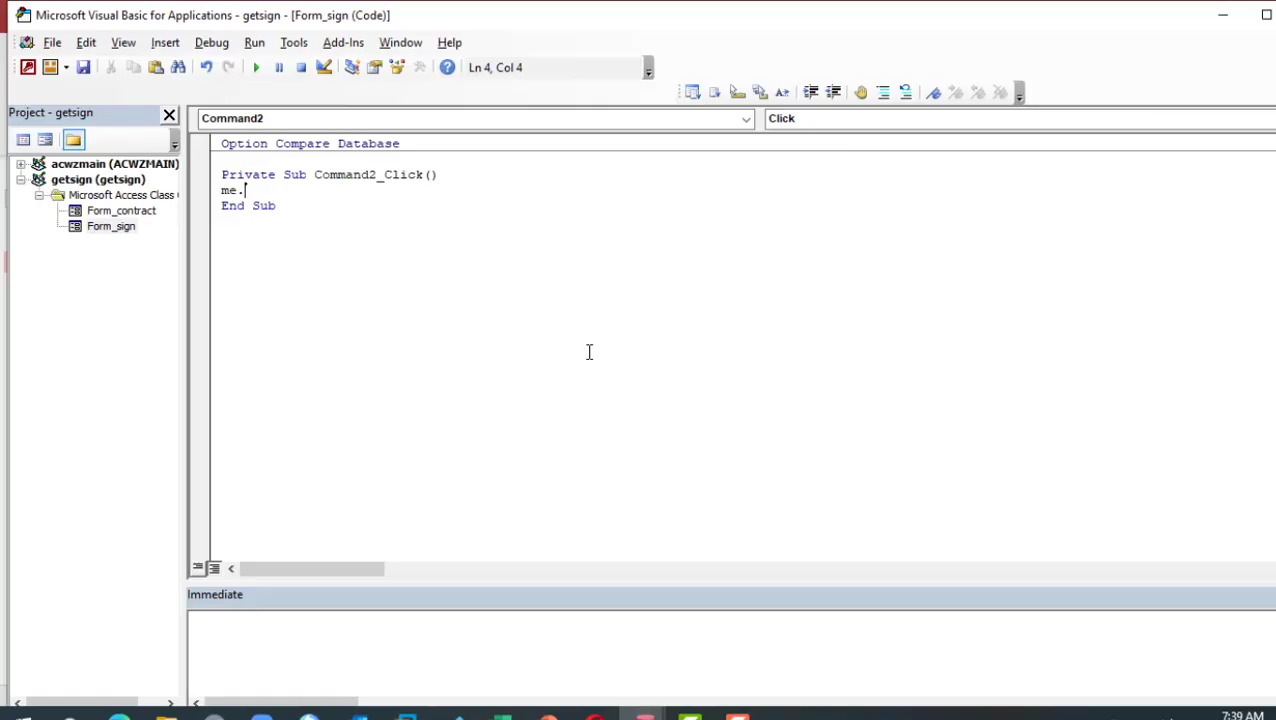 Microsoft Visual Basic for Applications - getsign - [Form_sign (Code)]
File Edit View Insert Debug Run Tools Add-Ins Window Help
Ln 4, Col 4
Project - getsign
Command2
Click
acwzmain (ACWZMAIN)
getsign (getsign)
Microsoft Access Class
Form_contract
Form_sign
Option Compare Database
Private Sub Command2_Click()
me.
End Sub
Immediate
7:39 AM